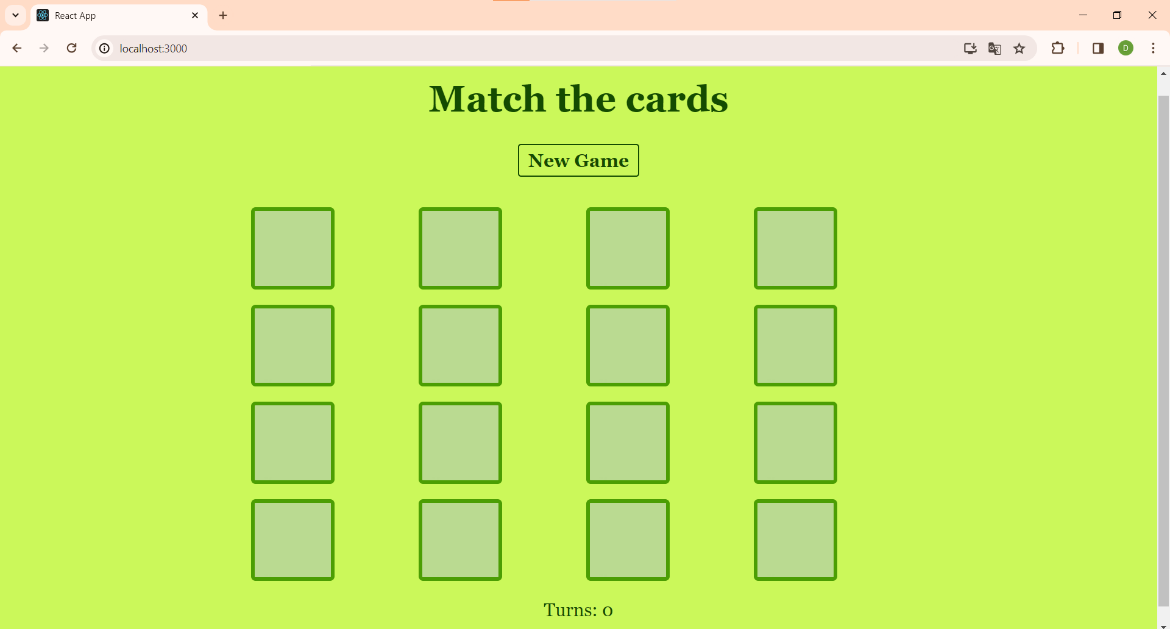 React App
localhost:3000
D
Match the cards
New Game
Turns: 0